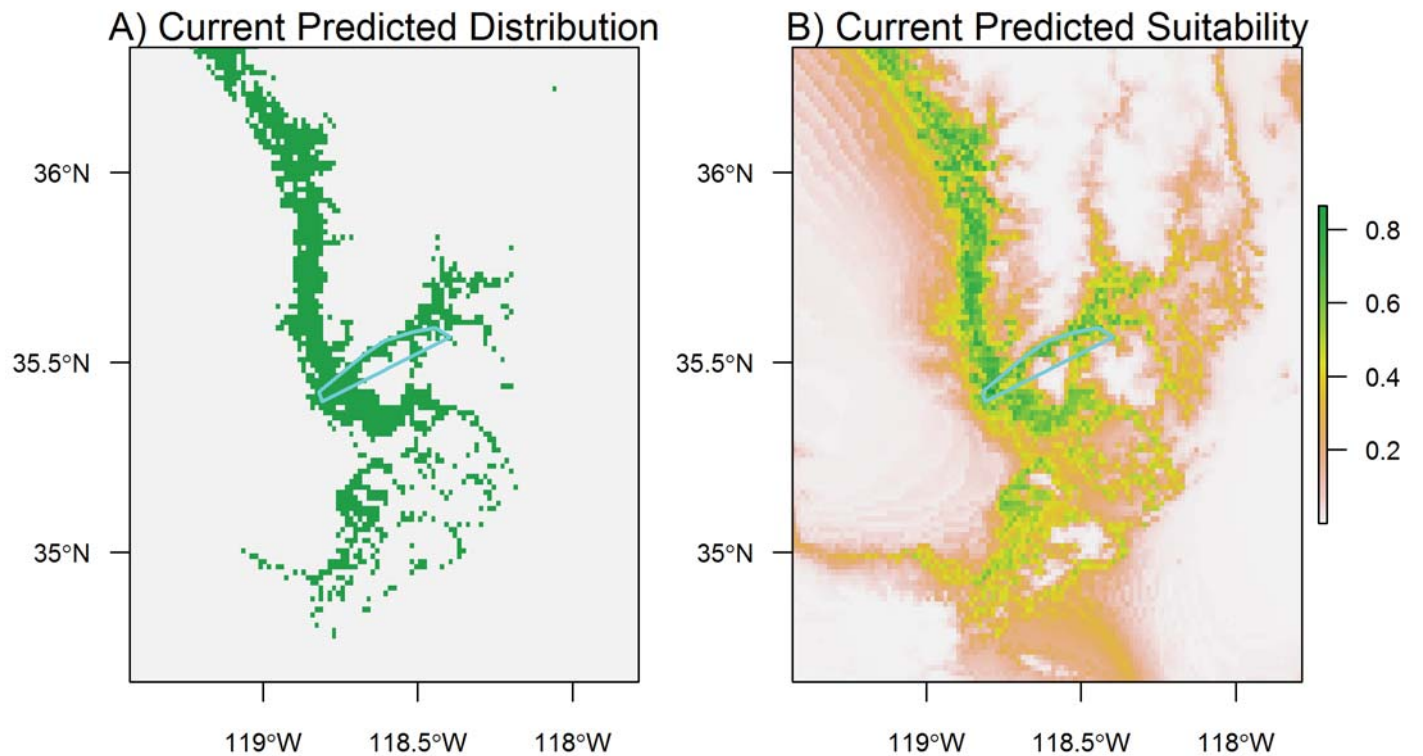 A) Current Predicted Distribution
36°N
35.5°N
35°N
119°W
118.5°W
118°W
B) Current Predicted Suitability
36°N
35.5°N
35°N
119°W
118.5°W
118°W
0.8
0.6
0.4
0.2